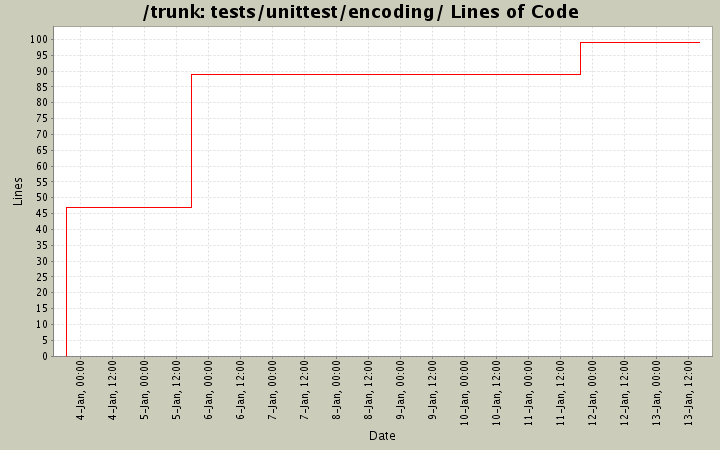 /trunk: tests/unittest/encoding/ Lines of Code
Lines
100
95
90
85
80
75
70
65
60
55
50
45
40
35
30
25
20
15
10
5
0
4-Jan, 00:00
4-Jan, 12:00
5-Jan, 00:00
5-Jan, 12:00
6-Jan, 00:00
6-Jan, 12:00
7-Jan, 00:00
7-Jan, 12:00
8-Jan, 00:00
8-Jan, 12:00
9-Jan, 00:00
9-Jan, 12:00
10-Jan, 00:00
10-Jan, 12:00
11-Jan, 00:00
11-Jan, 12:00
12-Jan, 00:00
12-Jan, 12:00
13-Jan, 00:00
13-Jan, 12:00
Date